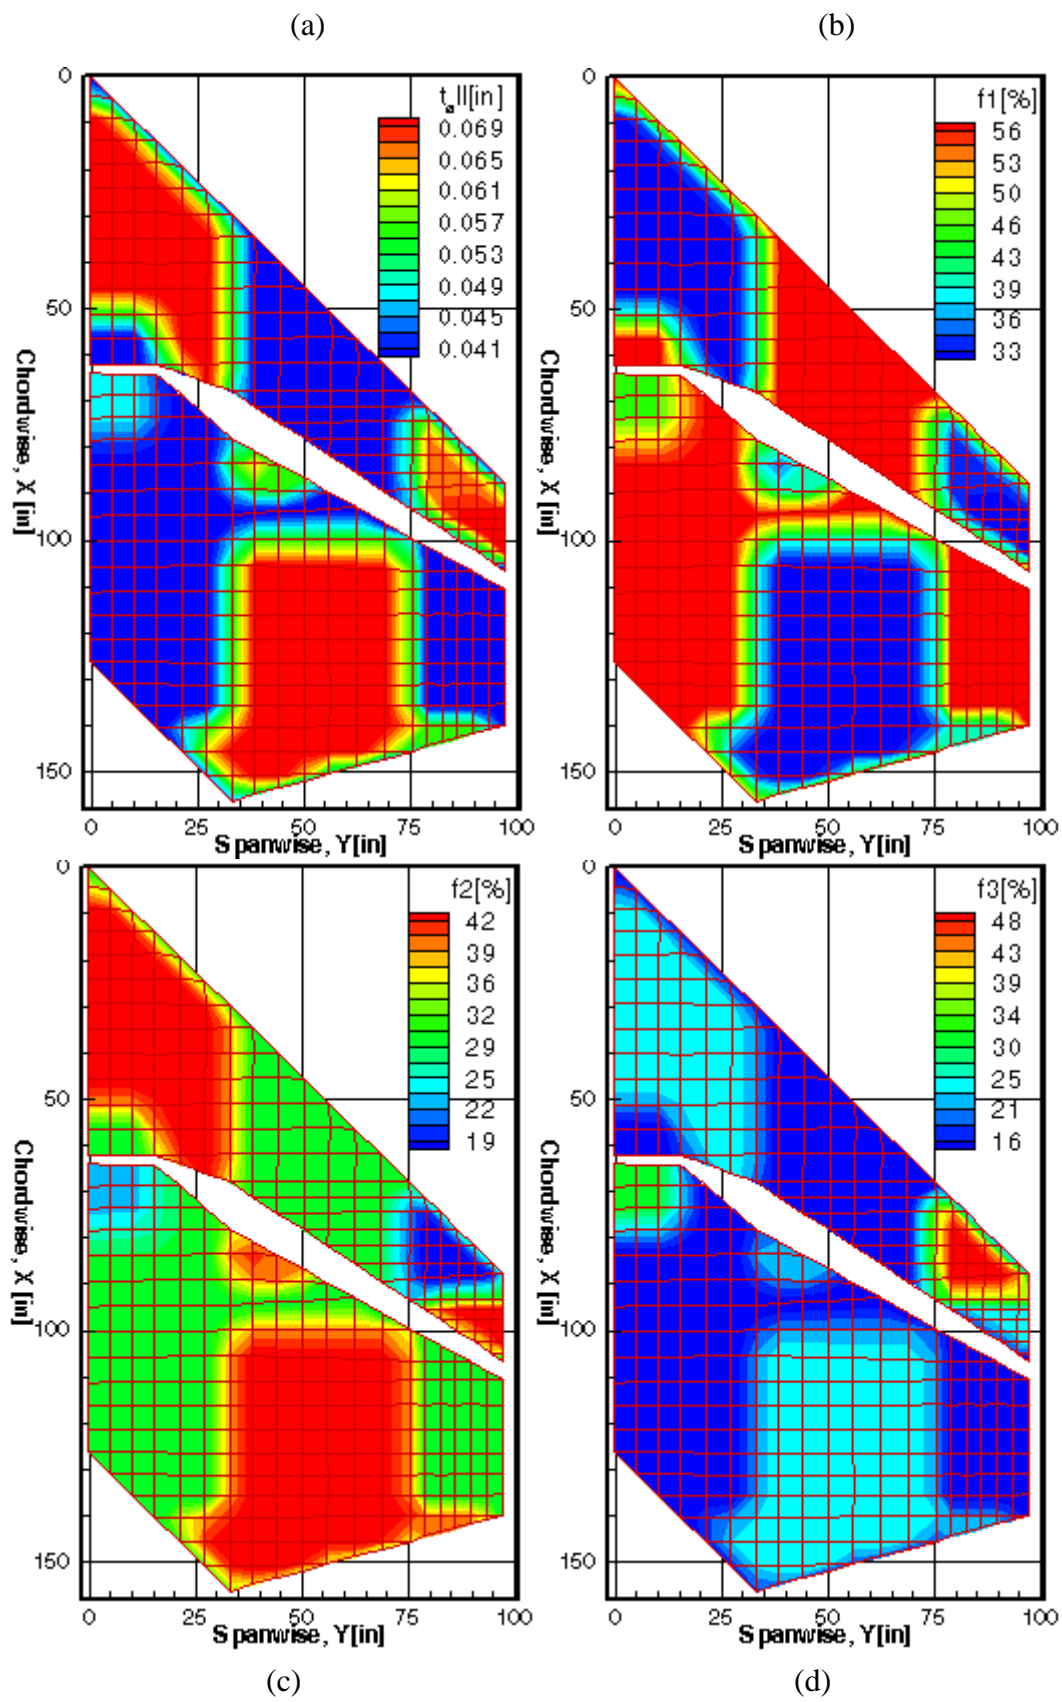 (a)
(b)
t_all[in]
0.069
0.065
0.061
0.057
0.053
0.049
0.045
0.041
0
50
100
150
Chordwise, X [in]
0 25 50 75 100
Spanwise, Y[in]
f1[%]
56
53
50
46
43
39
36
33
0
50
100
150
Chordwise, X [in]
0 25 50 75 100
Spanwise, Y[in]
f2[%]
42
39
36
32
29
25
22
19
0
50
100
150
Chordwise, X [in]
0 25 50 75 100
Spanwise, Y[in]
f3[%]
48
43
39
34
30
25
21
16
0
50
100
150
Chordwise, X [in]
0 25 50 75 100
Spanwise, Y[in]
(c)
(d)